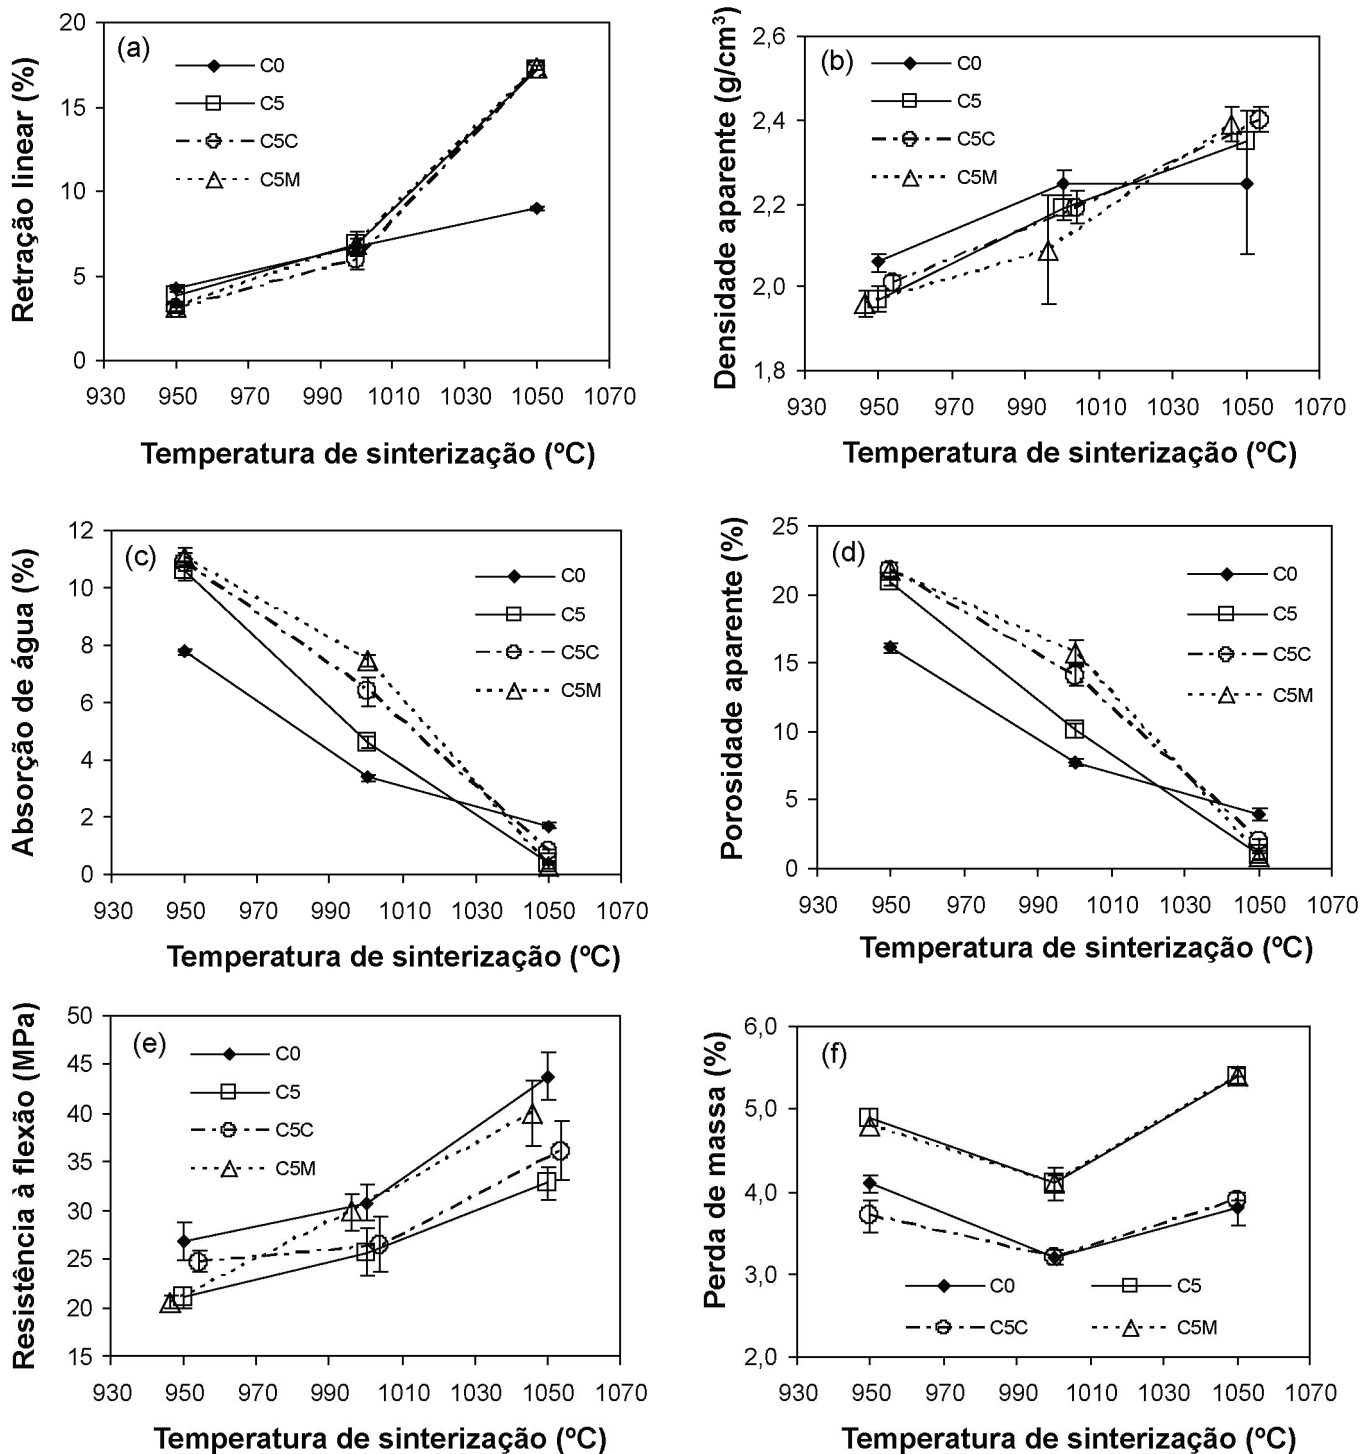 Retração linear (%)
20
15
10
5
0
(a)
C0
C5
C5C
C5M
930 950 970 990 1010 1030 1050 1070
Temperatura de sinterização (ºC)
Densidade aparente (g/cm³)
2,6
2,4
2,2
2,0
1,8
(b)
C0
C5
C5C
C5M
930 950 970 990 1010 1030 1050 1070
Temperatura de sinterização (ºC)
Absorção de água (%)
12
10
8
6
4
2
0
(c)
C0
C5
C5C
C5M
930 950 970 990 1010 1030 1050 1070
Temperatura de sinterização (ºC)
Porosidade aparente (%)
25
20
15
10
5
0
(d)
C0
C5
C5C
C5M
930 950 970 990 1010 1030 1050 1070
Temperatura de sinterização (ºC)
Resistência à flexão (MPa)
50
45
40
35
30
25
20
15
(e)
C0
C5
C5C
C5M
930 950 970 990 1010 1030 1050 1070
Temperatura de sinterização (ºC)
Perda de massa (%)
6,0
5,0
4,0
3,0
2,0
(f)
C0 C5
C5C C5M
930 950 970 990 1010 1030 1050 1070
Temperatura de sinterização (ºC)